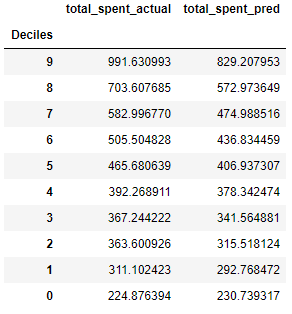 total_spent_actual total_spent_pred
Deciles
9 991.630993 829.207953
8 703.607685 572.973649
7 582.996770 474.988516
6 505.504828 436.834459
5 465.680639 406.937307
4 392.268911 378.342474
3 367.244222 341.564881
2 363.600926 315.518124
1 311.102423 292.768472
0 224.876394 230.739317